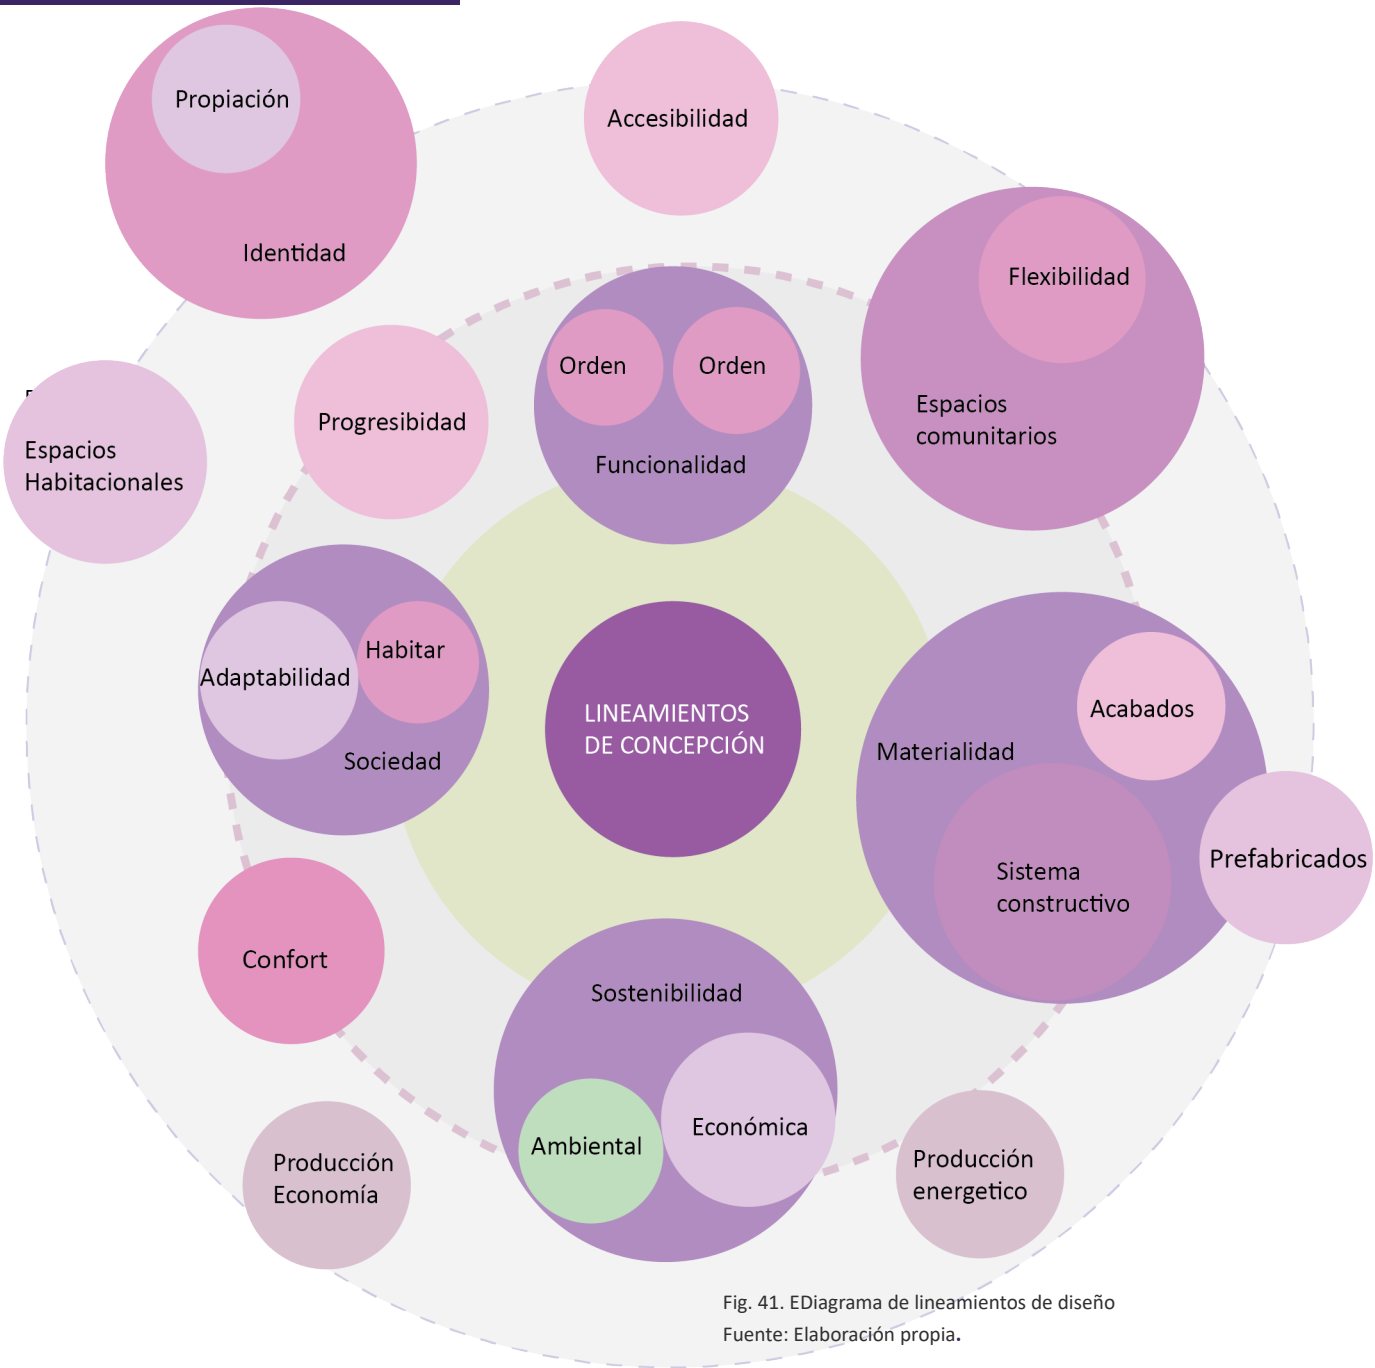 Propiación
Identidad
Accesibilidad
Flexibilidad
Espacios
comunitarios
Orden
Orden
Funcionalidad
Progresibidad
Espacios
Habitacionales
Adaptabilidad
Habitar
Sociedad
LINEAMIENTOS
DE CONCEPCIÓN
Materialidad
Acabados
Sistema
constructivo
Prefabricados
Confort
Sostenibilidad
Ambiental
Económica
Producción
Economía
Producción
energetico
Fig. 41. EDiagrama de lineamientos de diseño
Fuente: Elaboración propia.